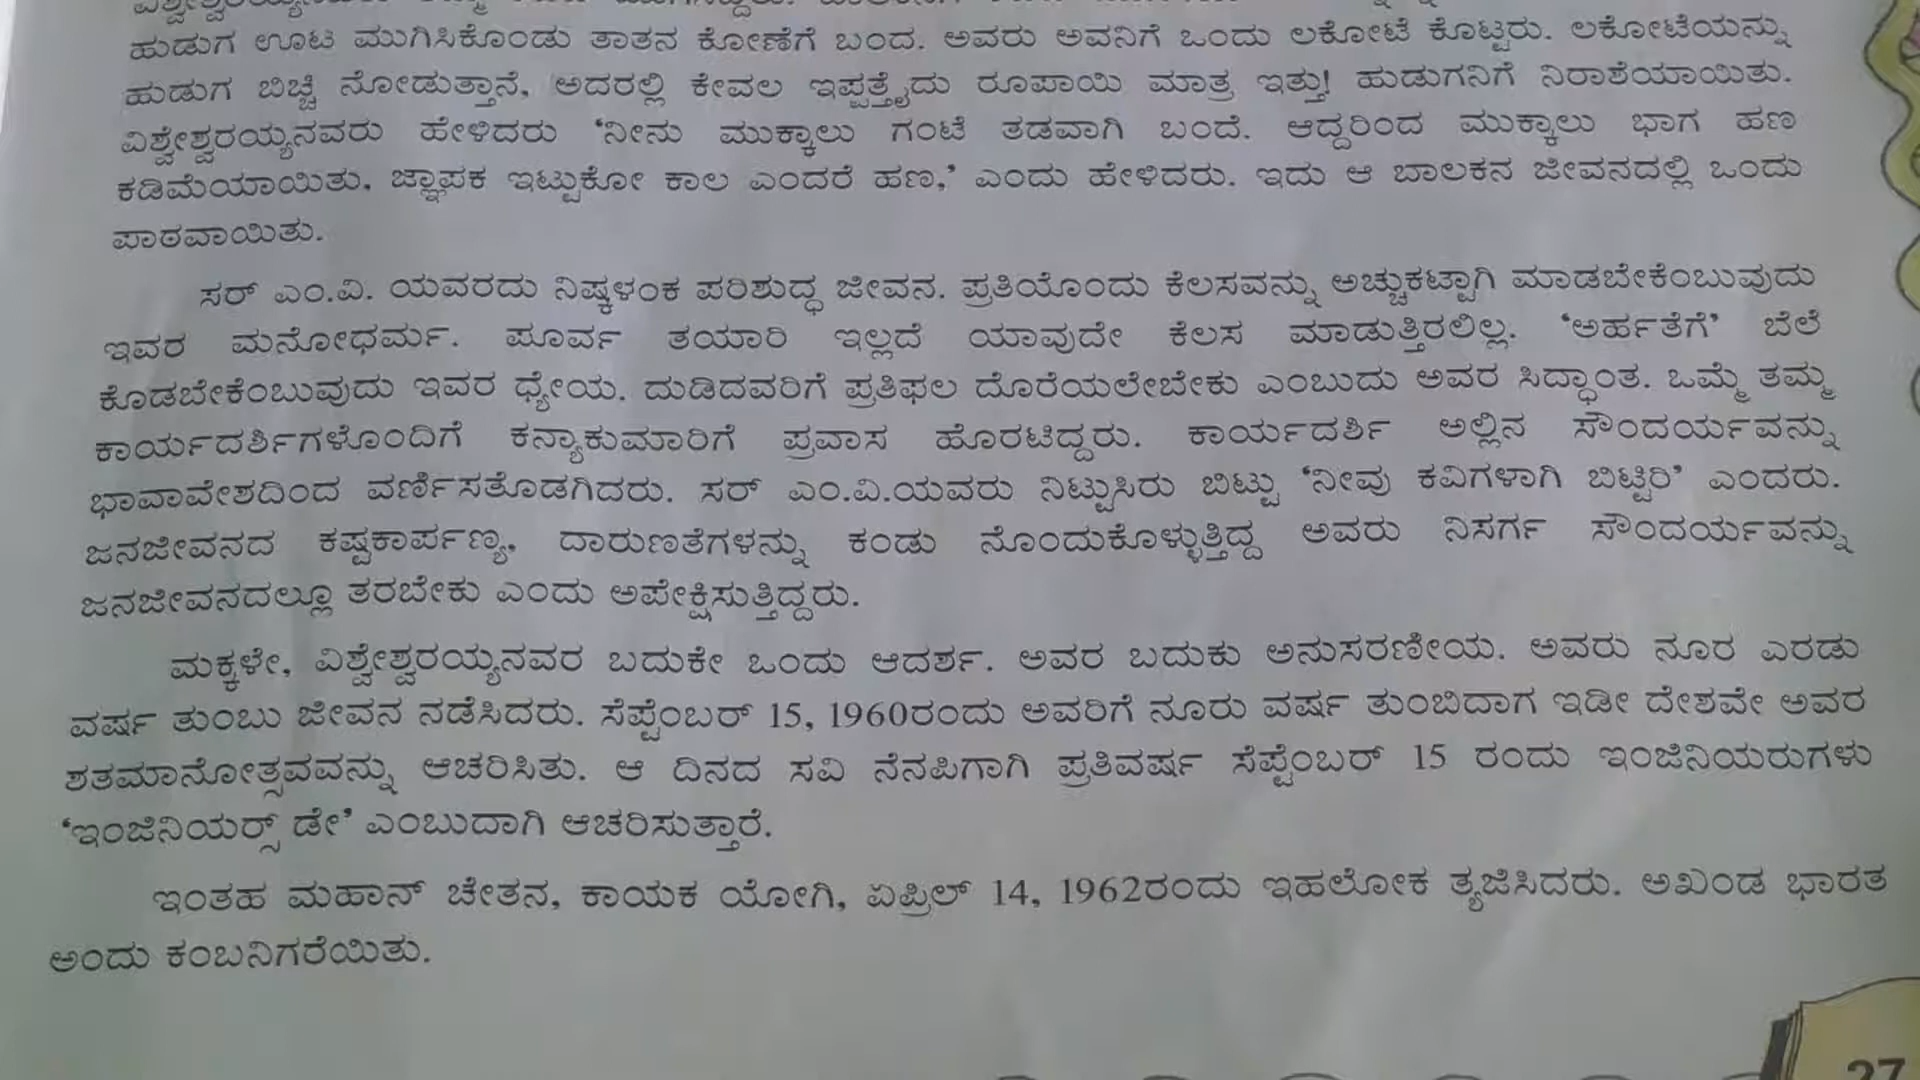 ಹುಡುಗ ಊಟ ಮುಗಿಸಿಕೊಂಡು ತಾತನ ಕೋಣೆಗೆ ಬಂದ. ಅವರು ಅವನಿಗೆ ಒಂದು ಲಕೋಟೆ ಕೊಟ್ಟರು. ಲಕೋಟೆಯನ್ನು
ಹುಡುಗ ಬಿಚ್ಚಿ ನೋಡುತ್ತಾನೆ, ಅದರಲ್ಲಿ ಕೇವಲ ಇಪ್ಪತ್ತೈದು ರೂಪಾಯಿ ಮಾತ್ರ ಇತ್ತು! ಹುಡುಗನಿಗೆ ನಿರಾಶೆಯಾಯಿತು.
ವಿಶ್ವೇಶ್ವರಯ್ಯನವರು ಹೇಳಿದರು ‘ನೀನು ಮುಕ್ಕಾಲು ಗಂಟೆ ತಡವಾಗಿ ಬಂದೆ. ಆದ್ದರಿಂದ ಮುಕ್ಕಾಲು ಭಾಗ ಹಣ
ಕಡಿಮೆಯಾಯಿತು. ಜ್ಞಾಪಕ ಇಟ್ಟುಕೋ ಕಾಲ ಎಂದರೆ ಹಣ,’ ಎಂದು ಹೇಳಿದರು. ಇದು ಆ ಬಾಲಕನ ಜೀವನದಲ್ಲಿ ಒಂದು
ಪಾಠವಾಯಿತು.
ಸರ್ ಎಂ.ವಿ. ಯವರದು ನಿಷ್ಕಳಂಕ ಪರಿಶುದ್ಧ ಜೀವನ. ಪ್ರತಿಯೊಂದು ಕೆಲಸವನ್ನು ಅಚ್ಚುಕಟ್ಟಾಗಿ ಮಾಡಬೇಕೆಂಬುವುದು
ಇವರ ಮನೋಧರ್ಮ. ಪೂರ್ವ ತಯಾರಿ ಇಲ್ಲದೆ ಯಾವುದೇ ಕೆಲಸ ಮಾಡುತ್ತಿರಲಿಲ್ಲ. ‘ಅರ್ಹತೆಗೆ’ ಬೆಲೆ
ಕೊಡಬೇಕೆಂಬುವುದು ಇವರ ಧ್ಯೇಯ. ದುಡಿದವರಿಗೆ ಪ್ರತಿಫಲ ದೊರೆಯಲೇಬೇಕು ಎಂಬುದು ಅವರ ಸಿದ್ಧಾಂತ. ಒಮ್ಮೆ ತಮ್ಮ
ಕಾರ್ಯದರ್ಶಿಗಳೊಂದಿಗೆ ಕನ್ಯಾಕುಮಾರಿಗೆ ಪ್ರವಾಸ ಹೊರಟಿದ್ದರು. ಕಾರ್ಯದರ್ಶಿ ಅಲ್ಲಿನ ಸೌಂದರ್ಯವನ್ನು
ಭಾವಾವೇಶದಿಂದ ವರ್ಣಿಸತೊಡಗಿದರು. ಸರ್ ಎಂ.ವಿ.ಯವರು ನಿಟ್ಟುಸಿರು ಬಿಟ್ಟು ‘ನೀವು ಕವಿಗಳಾಗಿ ಬಿಟ್ಟಿರಿ’ ಎಂದರು.
ಜನಜೀವನದ ಕಷ್ಟಕಾರ್ಪಣ್ಯ, ದಾರುಣತೆಗಳನ್ನು ಕಂಡು ನೊಂದುಕೊಳ್ಳುತ್ತಿದ್ದ ಅವರು ನಿಸರ್ಗ ಸೌಂದರ್ಯವನ್ನು
ಜನಜೀವನದಲ್ಲೂ ತರಬೇಕು ಎಂದು ಅಪೇಕ್ಷಿಸುತ್ತಿದ್ದರು.
ಮಕ್ಕಳೇ, ವಿಶ್ವೇಶ್ವರಯ್ಯನವರ ಬದುಕೇ ಒಂದು ಆದರ್ಶ. ಅವರ ಬದುಕು ಅನುಸರಣೀಯ. ಅವರು ನೂರ ಎರಡು
ವರ್ಷ ತುಂಬು ಜೀವನ ನಡೆಸಿದರು. ಸೆಪ್ಟೆಂಬರ್ 15, 1960ರಂದು ಅವರಿಗೆ ನೂರು ವರ್ಷ ತುಂಬಿದಾಗ ಇಡೀ ದೇಶವೇ ಅವರ
ಶತಮಾನೋತ್ಸವವನ್ನು ಆಚರಿಸಿತು. ಆ ದಿನದ ಸವಿ ನೆನಪಿಗಾಗಿ ಪ್ರತಿವರ್ಷ ಸೆಪ್ಟೆಂಬರ್ 15 ರಂದು ಇಂಜಿನಿಯರುಗಳು
‘ಇಂಜಿನಿಯರ‍್ಸ್ ಡೇ’ ಎಂಬುದಾಗಿ ಆಚರಿಸುತ್ತಾರೆ.
ಇಂತಹ ಮಹಾನ್ ಚೇತನ, ಕಾಯಕ ಯೋಗಿ, ಏಪ್ರಿಲ್ 14, 1962ರಂದು ಇಹಲೋಕ ತ್ಯಜಿಸಿದರು. ಅಖಂಡ ಭಾರತ
ಅಂದು ಕಂಬನಿಗರೆಯಿತು.
27